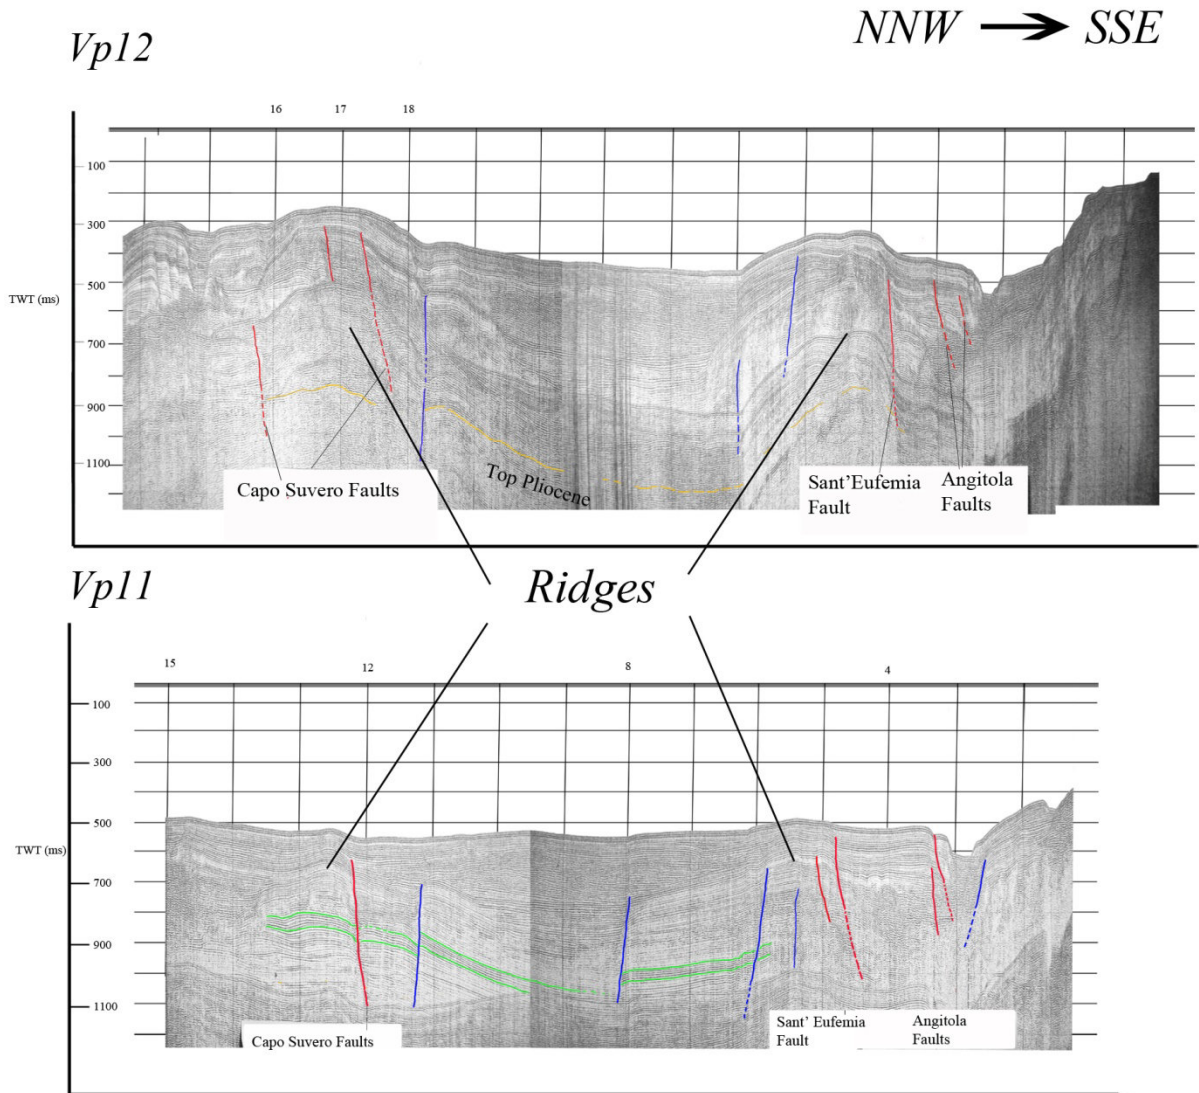 NNW SSE
Vp12
16 17 18
100
300
500
TWT (ms)
700
900
1100
Capo Suvero Faults
Top Pliocene
Sant'Eufemia
Fault
Angitola
Faults
Vp11
Ridges
15 12 8 4
100
300
500
TWT (ms)
700
900
1100
Capo Suvero Faults
Sant' Eufemia
Fault
Angitola
Faults